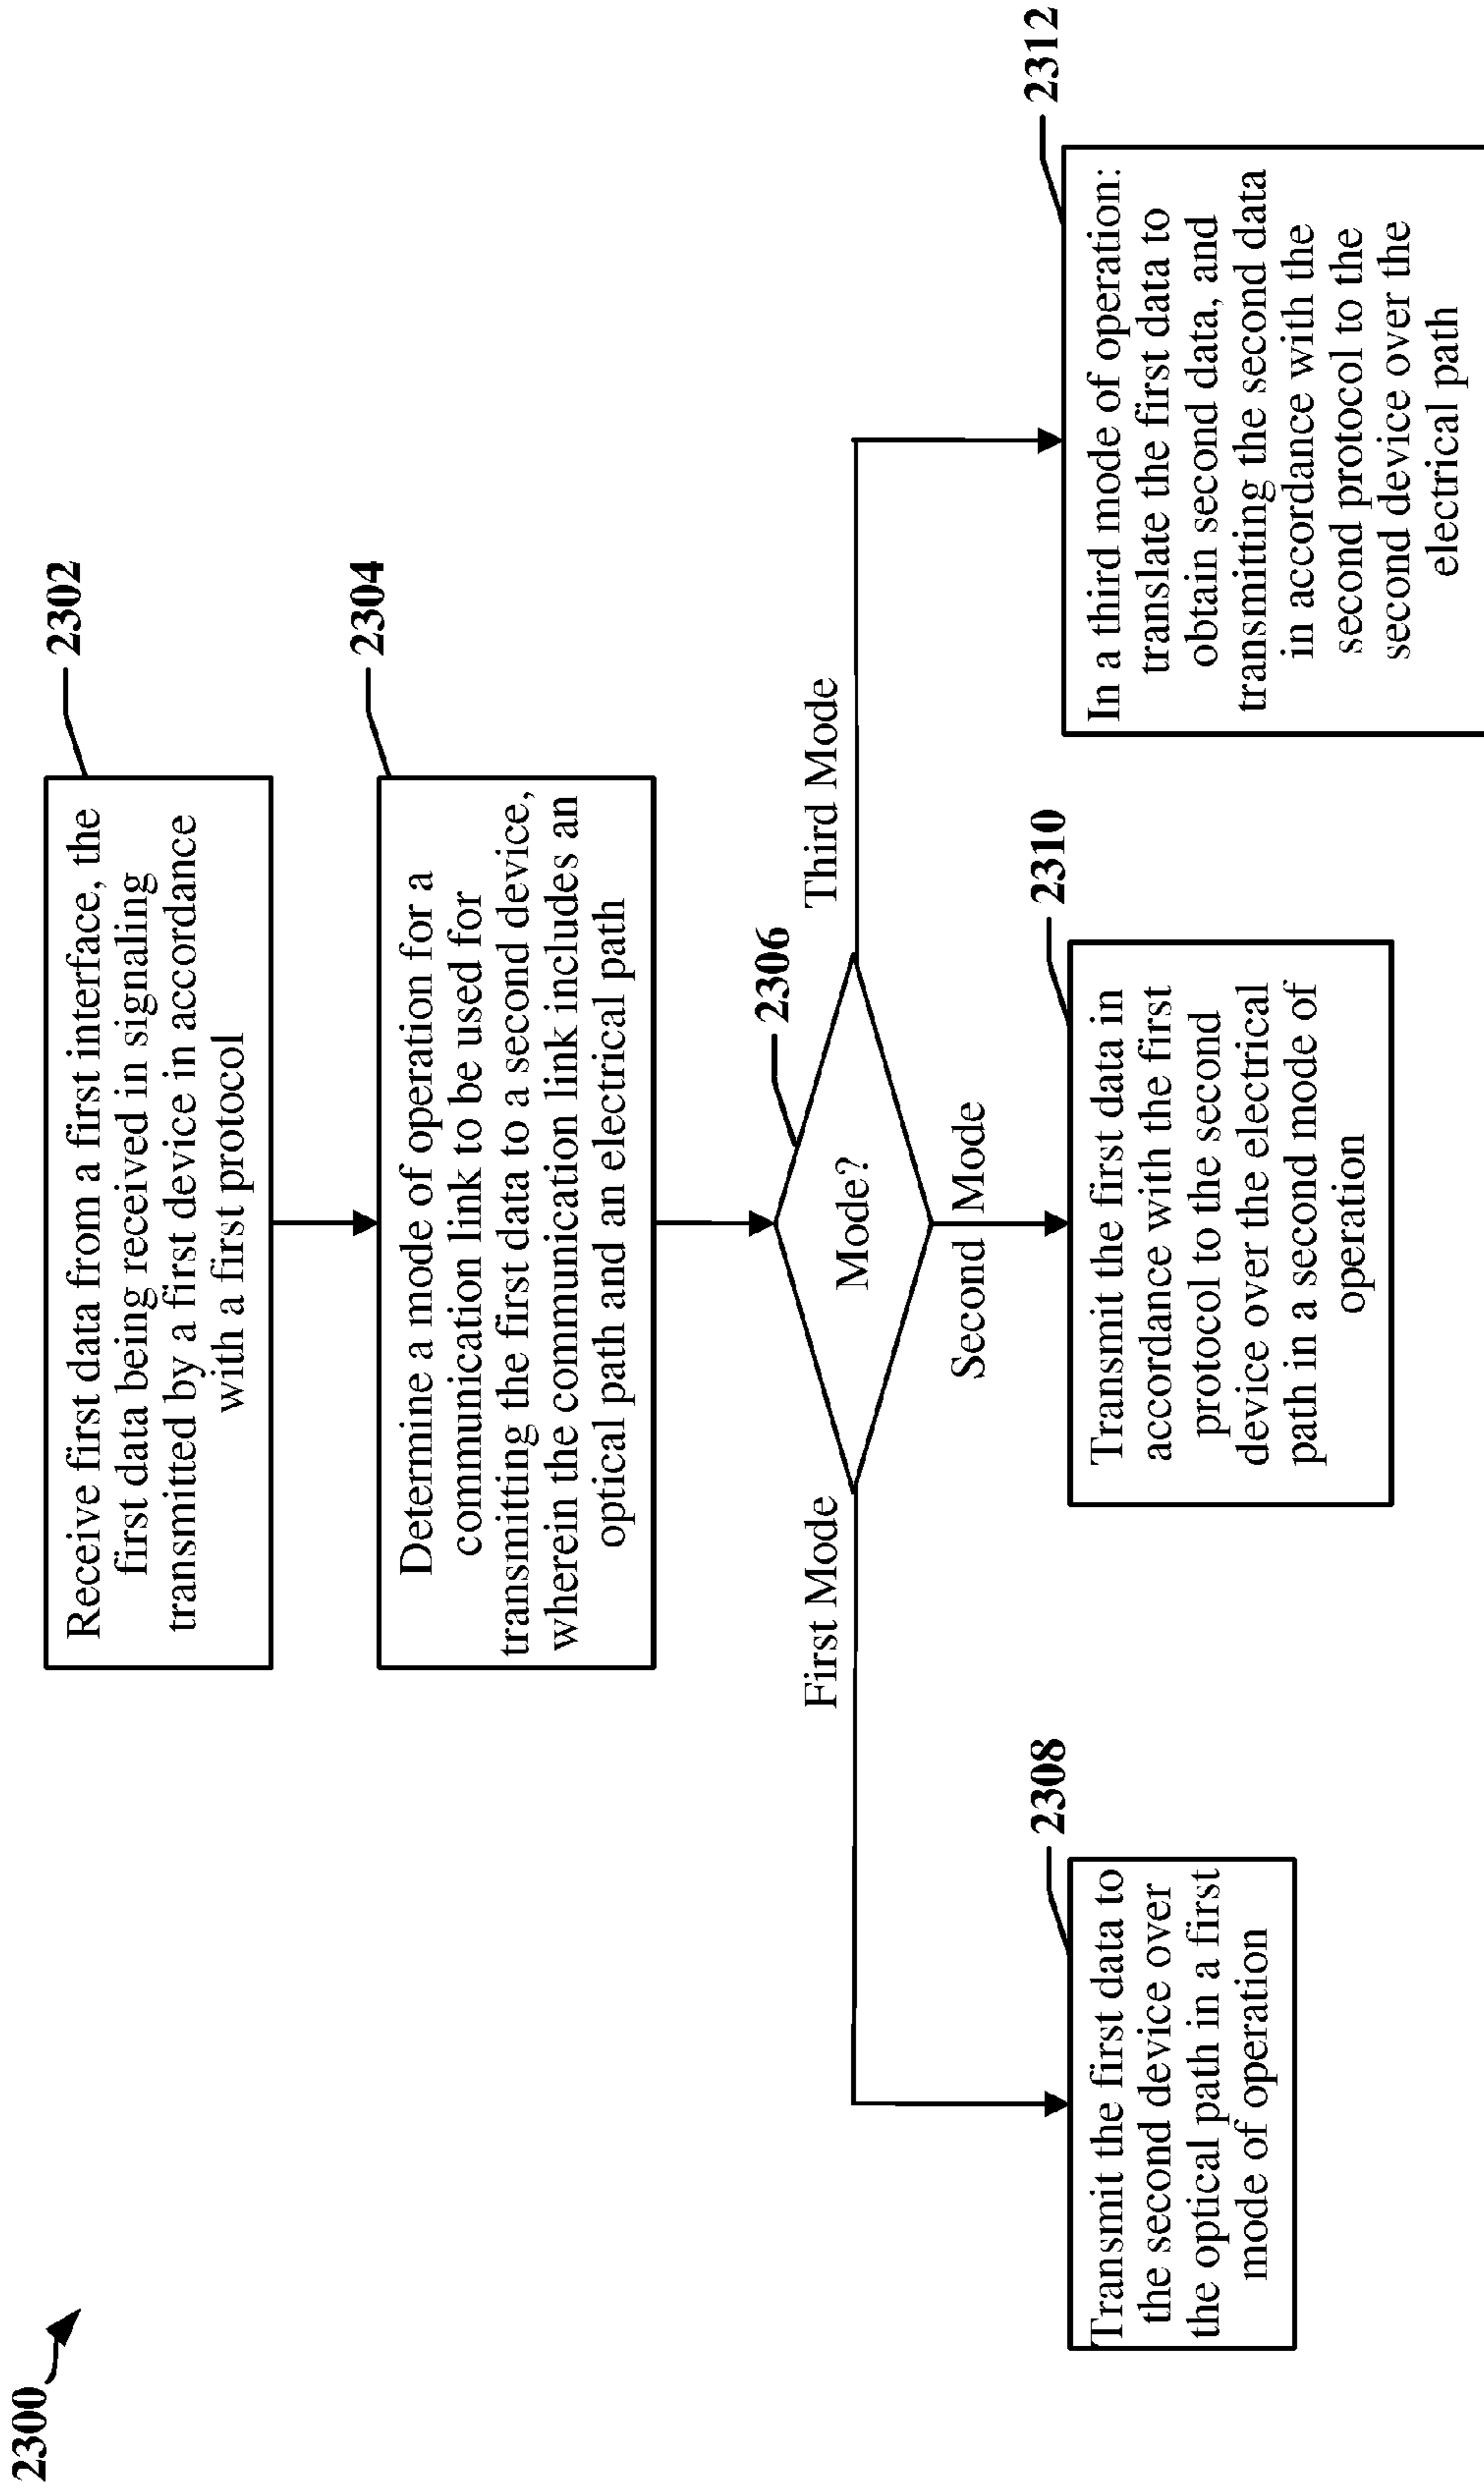 2300
2302
Receive first data from a first interface, the
first data being received in signaling
transmitted by a first device in accordance
with a first protocol
2304
Determine a mode of operation for a
communication link to be used for
transmitting the first data to a second device,
wherein the communication link includes an
optical path and an electrical path
2306
Mode?
First Mode
Second Mode
Third Mode
2308
Transmit the first data to
the second device over
the optical path in a first
mode of operation
2310
Transmit the first data in
accordance with the first
protocol to the second
device over the electrical
path in a second mode of
operation
2312
In a third mode of operation:
translate the first data to
obtain second data, and
transmitting the second data
in accordance with the
second protocol to the
second device over the
electrical path